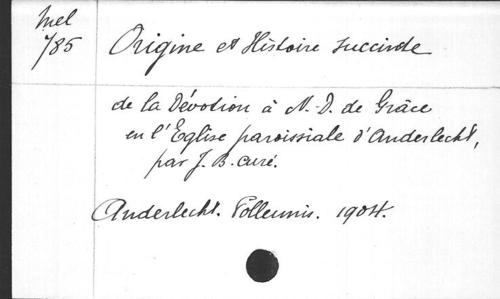 Mel
785
Origine et Histoire succinde
de la Dévotion à N.-D. de Grâce
en l'Eglise paroissiale d'Anderlecht,
par J. B. curé.
Anderlecht. Polleunis. 1904.